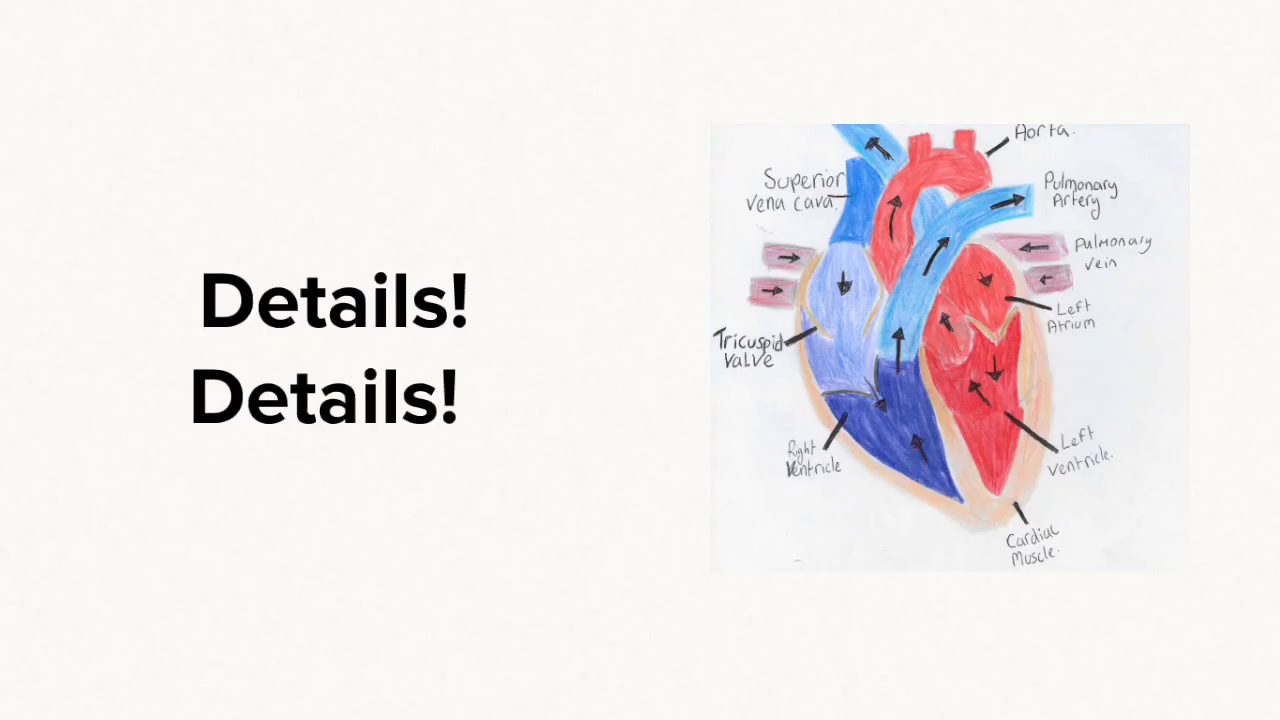 Details!
Details!
Aorta.
Superior
Vena Cava.
Pulmonary
Artery
Pulmonary
vein
Left
Atrium
Tricuspid
Valve
Right
Ventricle
Left
Ventricle.
Cardiac
Muscle.